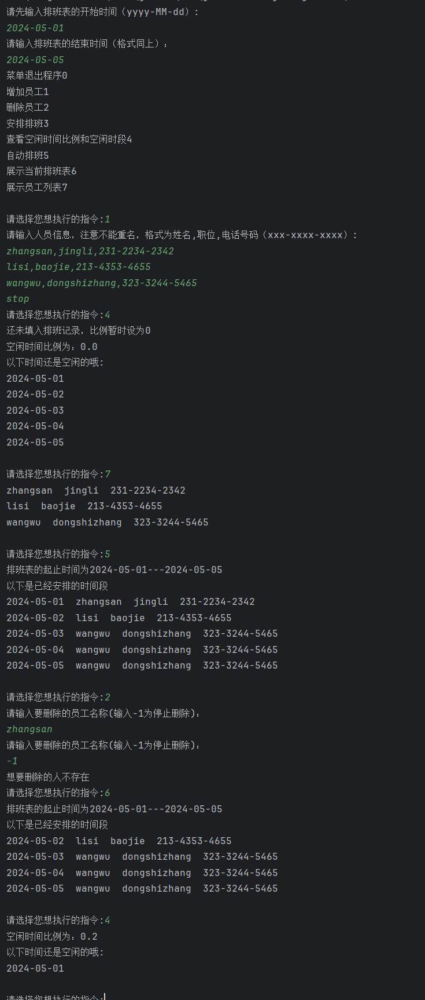 请先输入排班表的开始时间（yyyy-MM-dd）:
2024-05-01
请输入排班表的结束时间（格式同上）:
2024-05-05
菜单退出程序0
增加员工1
删除员工2
安排排班3
查看空闲时间比例和空闲时段4
自动排班5
展示当前排班表6
展示员工列表7
请选择您想执行的指令:1
请输入人员信息，注意不能重名，格式为姓名,职位,电话号码（xxx-xxxx-xxxx）:
zhangsan,jingli,231-2234-2342
lisi,baojie,213-4353-4655
wangwu,dongshizhang,323-3244-5465
stop
请选择您想执行的指令:4
还未填入排班记录，比例暂时设为0
空闲时间比例为：0.0
以下时间还是空闲的哦:
2024-05-01
2024-05-02
2024-05-03
2024-05-04
2024-05-05
请选择您想执行的指令:7
zhangsan  jingli  231-2234-2342
lisi  baojie  213-4353-4655
wangwu  dongshizhang  323-3244-5465
请选择您想执行的指令:5
排班表的起止时间为2024-05-01---2024-05-05
以下是已经安排的时间段
2024-05-01  zhangsan  jingli  231-2234-2342
2024-05-02  lisi  baojie  213-4353-4655
2024-05-03  wangwu  dongshizhang  323-3244-5465
2024-05-04  wangwu  dongshizhang  323-3244-5465
2024-05-05  wangwu  dongshizhang  323-3244-5465
请选择您想执行的指令:2
请输入要删除的员工名称(输入-1为停止删除):
zhangsan
请输入要删除的员工名称(输入-1为停止删除):
-1
想要删除的人不存在
请选择您想执行的指令:6
排班表的起止时间为2024-05-01---2024-05-05
以下是已经安排的时间段
2024-05-02  lisi  baojie  213-4353-4655
2024-05-03  wangwu  dongshizhang  323-3244-5465
2024-05-04  wangwu  dongshizhang  323-3244-5465
2024-05-05  wangwu  dongshizhang  323-3244-5465
请选择您想执行的指令:4
空闲时间比例为：0.2
以下时间还是空闲的哦:
2024-05-01
请选择您想执行的指令: